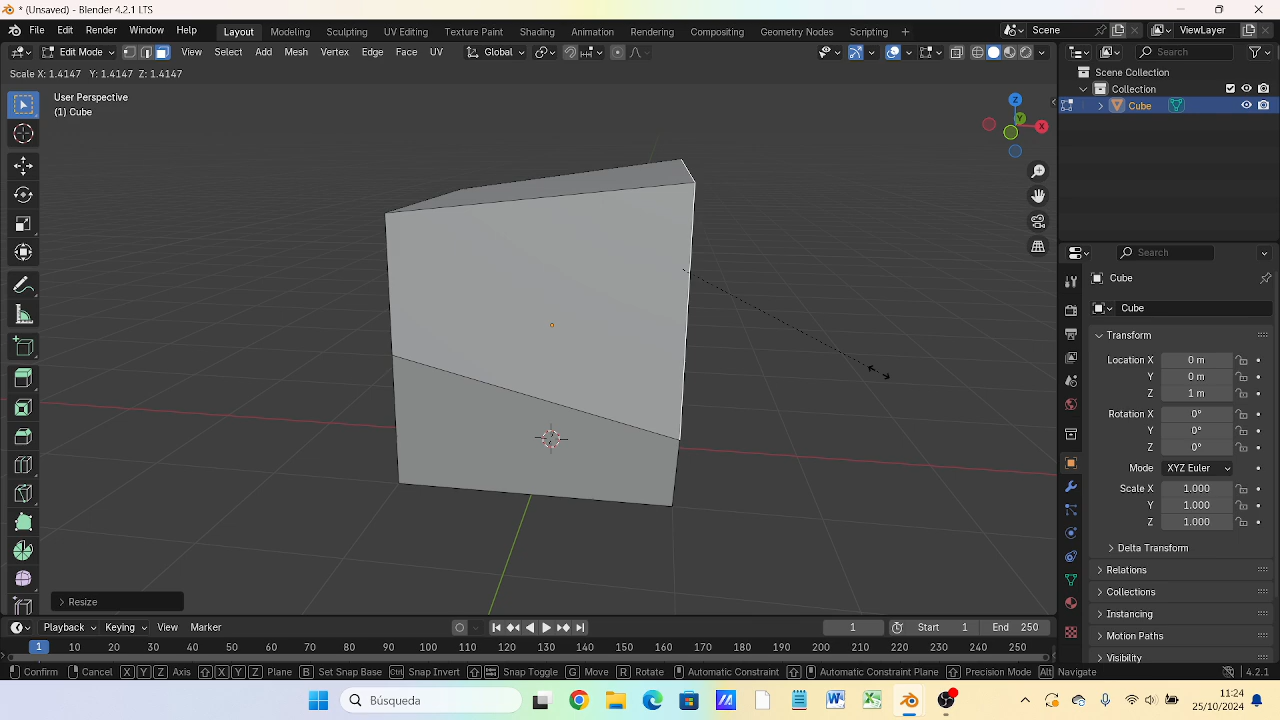 * (Unsaved) - Blender 4.2.1 LTS
File Edit Render Window Help Layout Modeling Sculpting UV Editing Texture Paint Shading Animation Rendering Compositing Geometry Nodes Scripting + Scene ViewLayer
Edit Mode View Select Add Mesh Vertex Edge Face UV Global Search
Scale X: 1.4147 Y: 1.4147 Z: 1.4147
Scene Collection
Collection
Cube
User Perspective
(1) Cube
Z
Y
X
Search
Cube
Cube
Transform
Location X 0 m
Y 0 m
Z 1 m
Rotation X 0°
Y 0°
Z 0°
Mode XYZ Euler
Scale X 1.000
Y 1.000
Z 1.000
Delta Transform
Relations
Collections
Instancing
Motion Paths
Visibility
Resize
Playback Keying View Marker 1 Start 1 End 250
1 10 20 30 40 50 60 70 80 90 100 110 120 130 140 150 160 170 180 190 200 210 220 230 240 250
Confirm Cancel X Y Z Axis X Y Z Plane B Set Snap Base Ctrl Snap Invert Snap Toggle G Move R Rotate Automatic Constraint Automatic Constraint Plane Precision Mode Alt Navigate 4.2.1
Búsqueda
11:24
25/10/2024